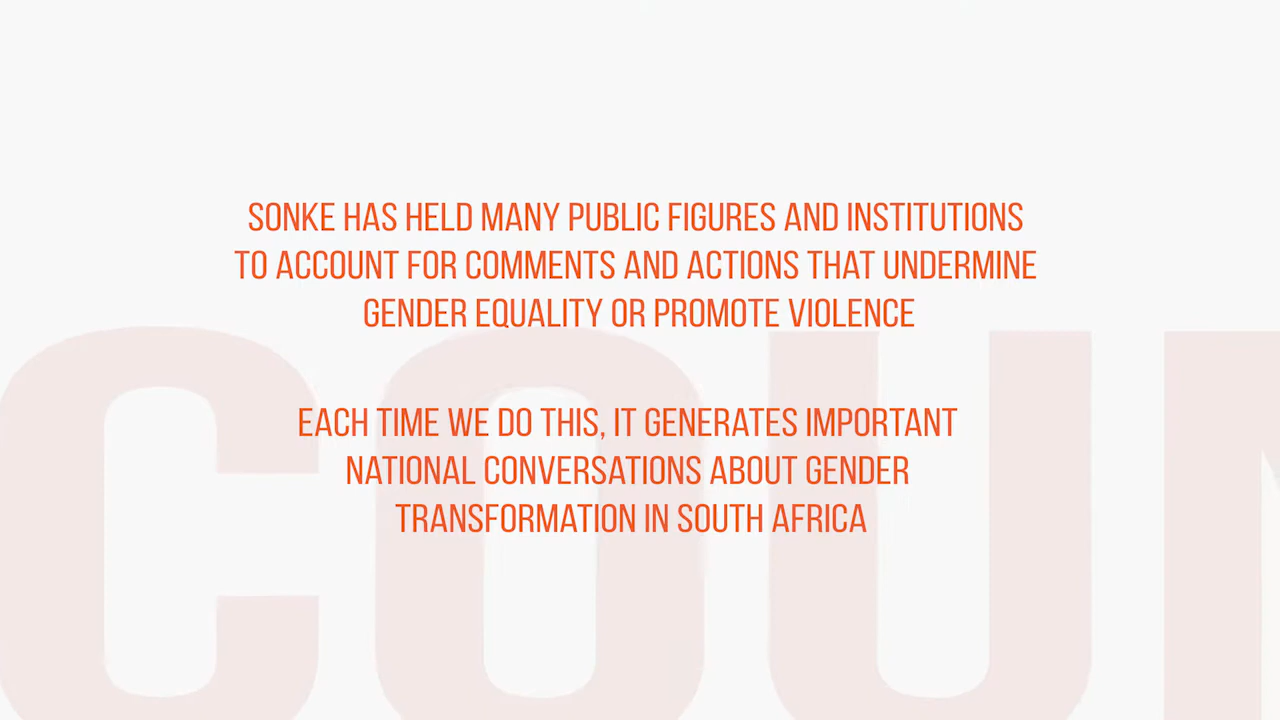 SONKE HAS HELD MANY PUBLIC FIGURES AND INSTITUTIONS
TO ACCOUNT FOR COMMENTS AND ACTIONS THAT UNDERMINE
GENDER EQUALITY OR PROMOTE VIOLENCE
EACH TIME WE DO THIS, IT GENERATES IMPORTANT
NATIONAL CONVERSATIONS ABOUT GENDER
TRANSFORMATION IN SOUTH AFRICA